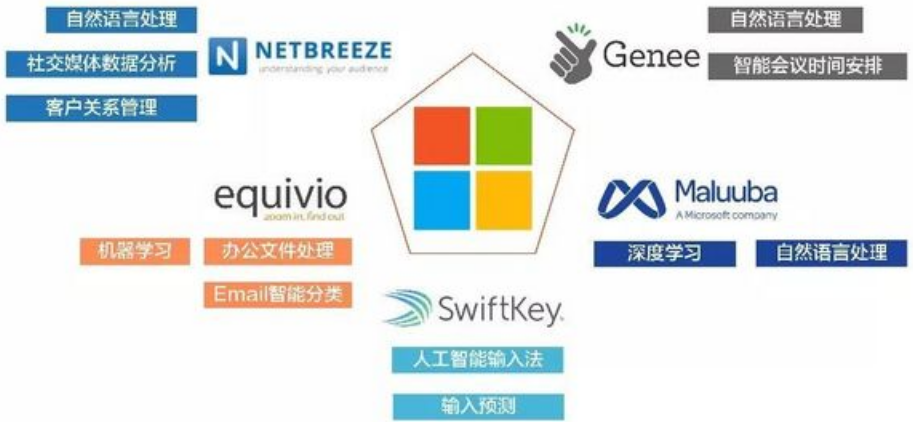 自然语言处理
社交媒体数据分析
客户关系管理
NETBREEZE
understanding your audience
Genee
自然语言处理
智能会议时间安排
equivio
zoom in. find out
机器学习
办公文件处理
Email智能分类
Maluuba
A Microsoft company
深度学习
自然语言处理
SwiftKey
人工智能输入法
输入预测